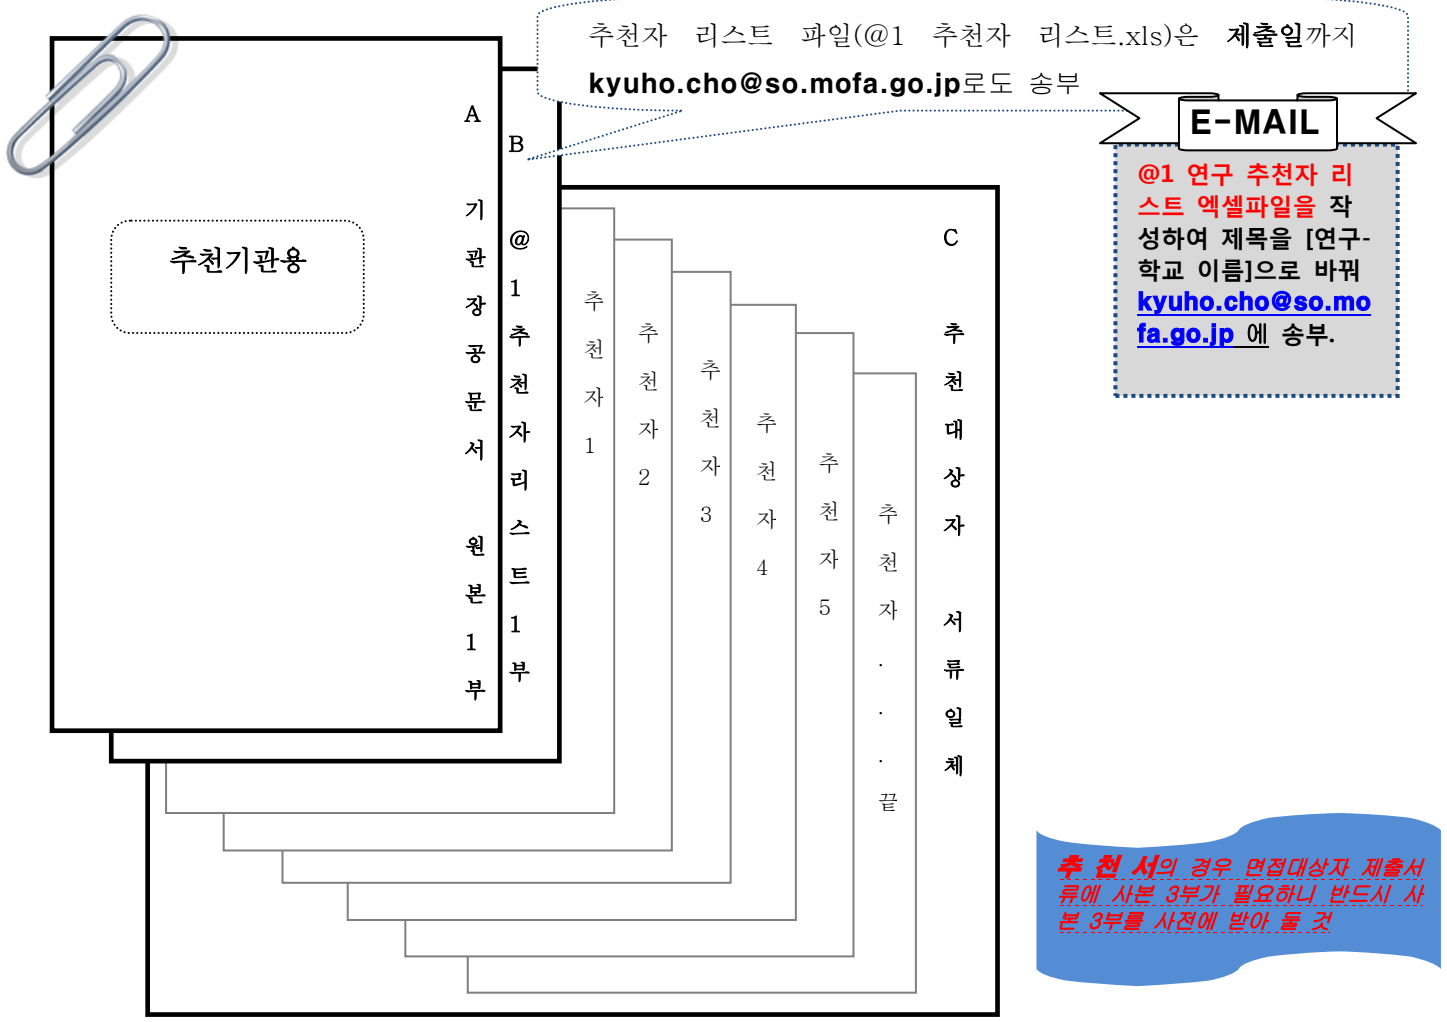 추천자 리스트 파일(@1 추천자 리스트.xls)은 제출일까지
kyuho.cho@so.mofa.go.jp로도 송부
E-MAIL
@1 연구 추천자 리
스트 엑셀파일을 작
성하여 제목을 [연구-
학교 이름]으로 바꿔
kyuho.cho@so.mo
fa.go.jp 에 송부.
추천기관용
A 기관장공문서 원본1부
B @1추천자리스트1부
추천자1
추천자2
추천자3
추천자4
추천자5
추천자...끝
C 추천대상자 서류일체
추 천 서의 경우 면접대상자 제출서
류에 사본 3부가 필요하니 반드시 사
본 3부를 사전에 받아 둘 것